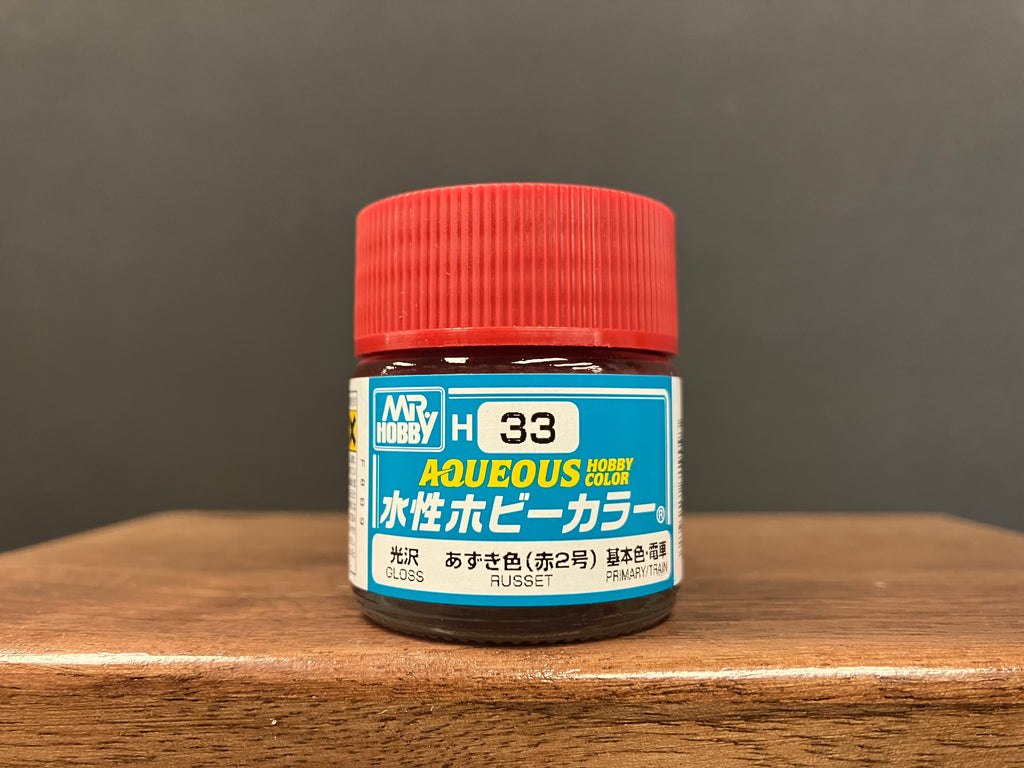 MR.
HOBBY
H 33
AQUEOUS HOBBY COLOR
水性ホビーカラー®
光沢 あずき色(赤2号) 基本色・電車
GLOSS RUSSET PRIMARY/TRAIN